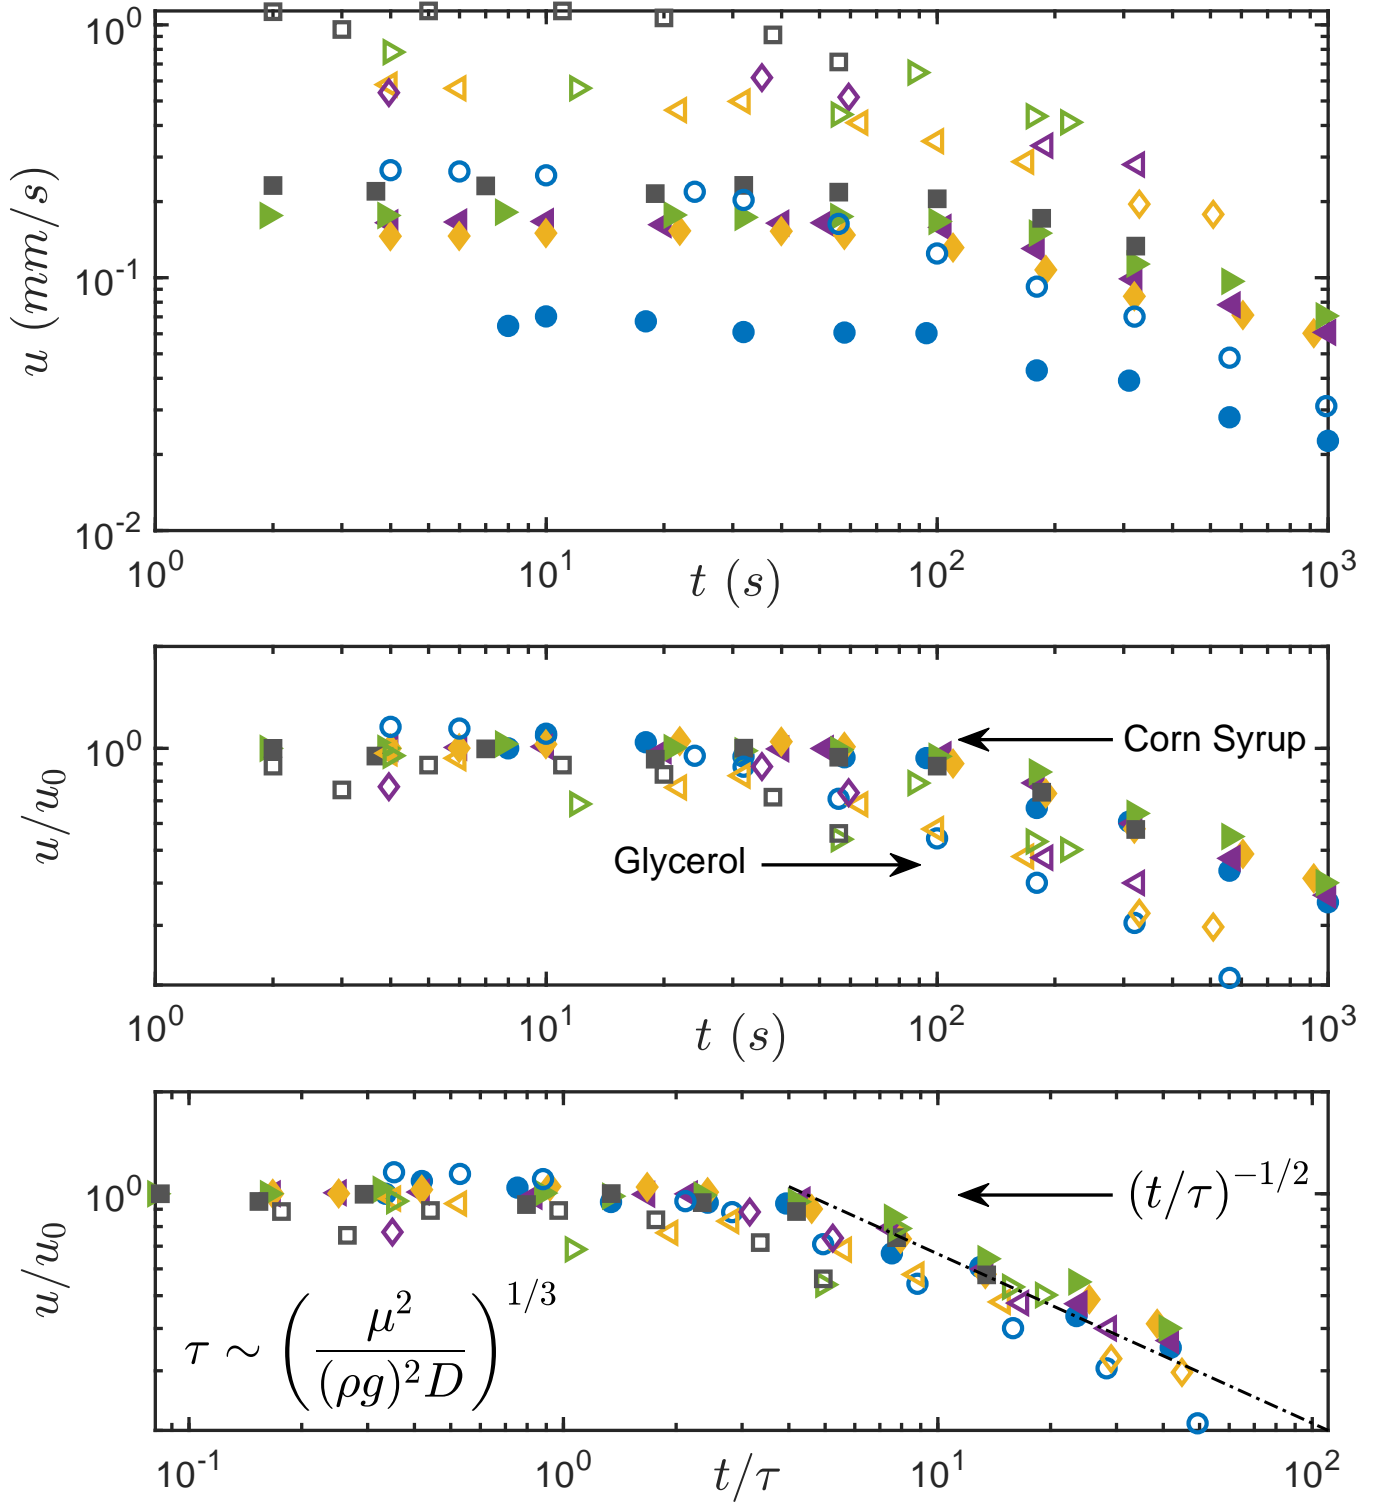 10^0
10^-1
10^-2
u (mm/s)
10^0 10^1 10^2 10^3
t (s)
10^0
u/u_0
Corn Syrup
Glycerol
10^0 10^1 10^2 10^3
t (s)
10^0
u/u_0
(t/τ)^{-1/2}
τ ∼ (μ^2/((ρg)^2D))^{1/3}
10^-1 10^0 10^1 10^2
t/τ